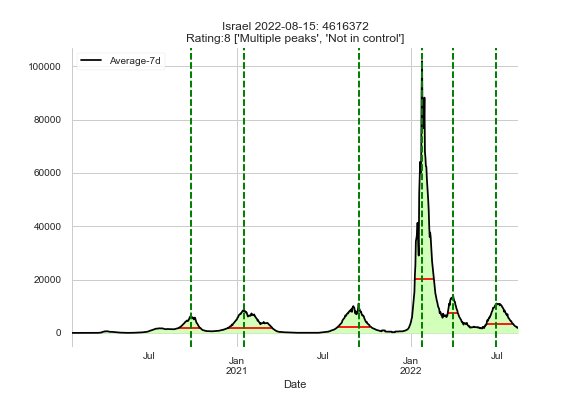 Israel 2022-08-15: 4616372
Rating:8 ['Multiple peaks', 'Not in control']
Average-7d
100000
80000
60000
40000
20000
0
Jul
Jan
2021
Jul
Jan
2022
Jul
Date